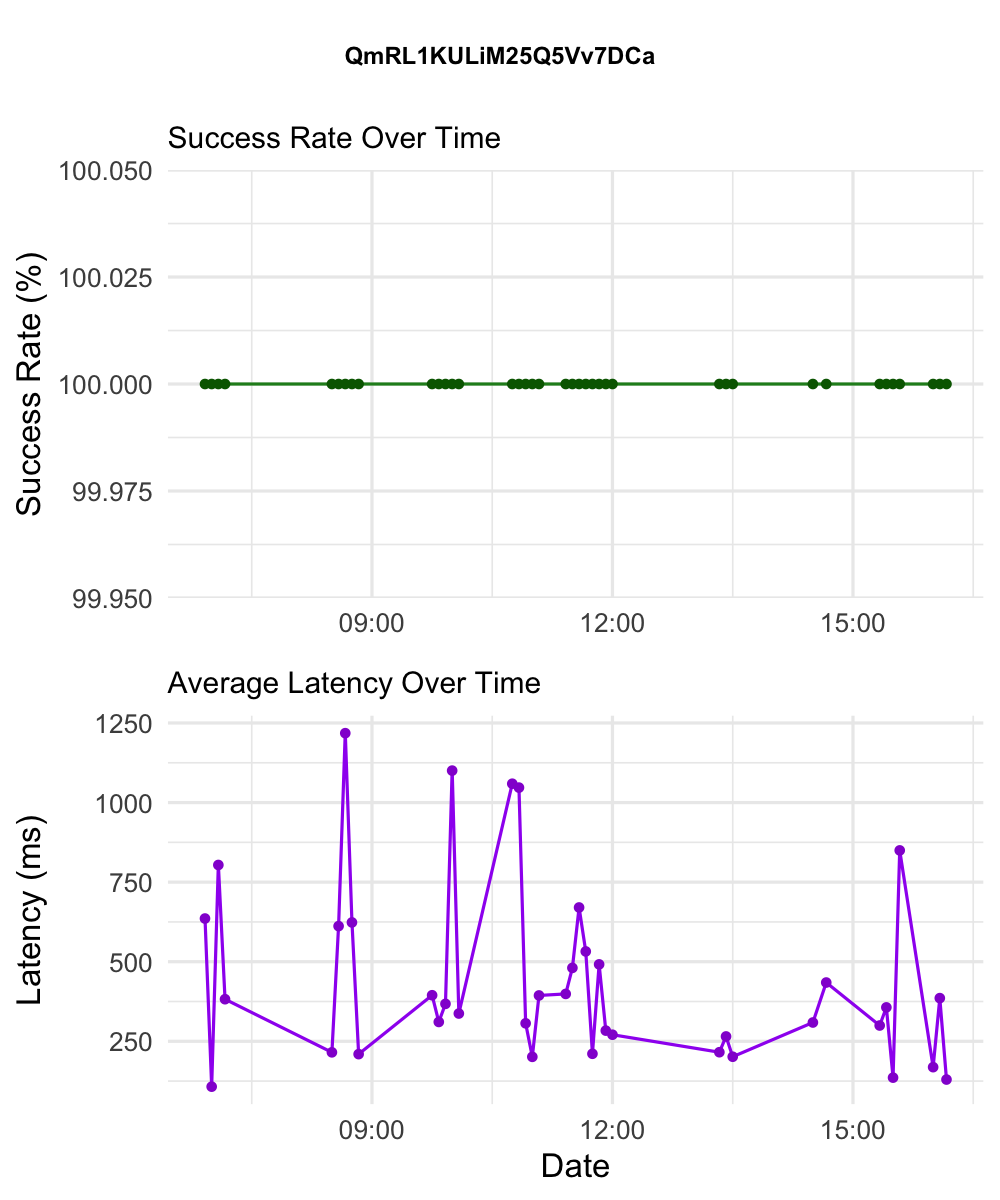 QmRL1KULiM25Q5Vv7DCa
Success Rate Over Time
Success Rate (%)
100.050
100.025
100.000
99.975
99.950
09:00 12:00 15:00
Average Latency Over Time
Latency (ms)
1250
1000
750
500
250
09:00 12:00 15:00
Date